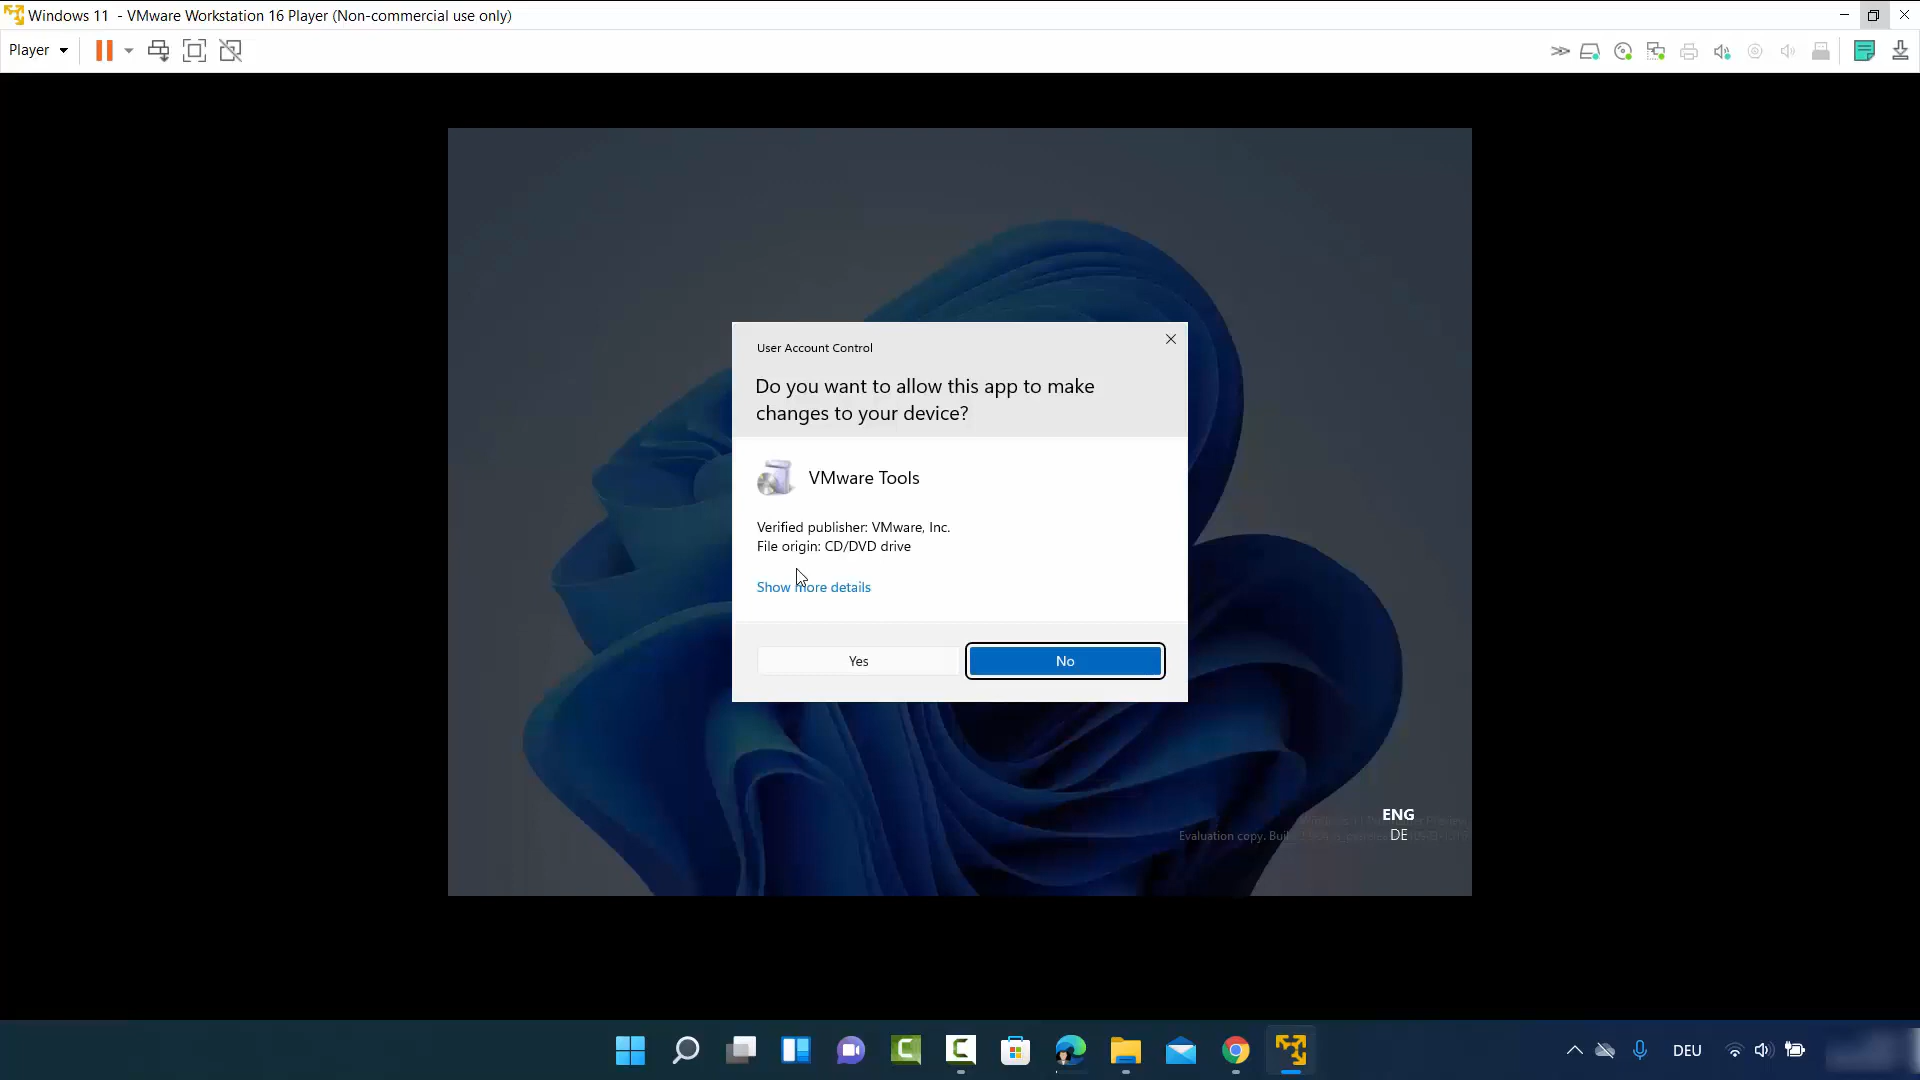 Windows 11 - VMware Workstation 16 Player (Non-commercial use only)
Player
User Account Control
Do you want to allow this app to make
changes to your device?
VMware Tools
Verified publisher: VMware, Inc.
File origin: CD/DVD drive
Show more details
Yes
No
ENG
Evaluation copy.
DE
DEU